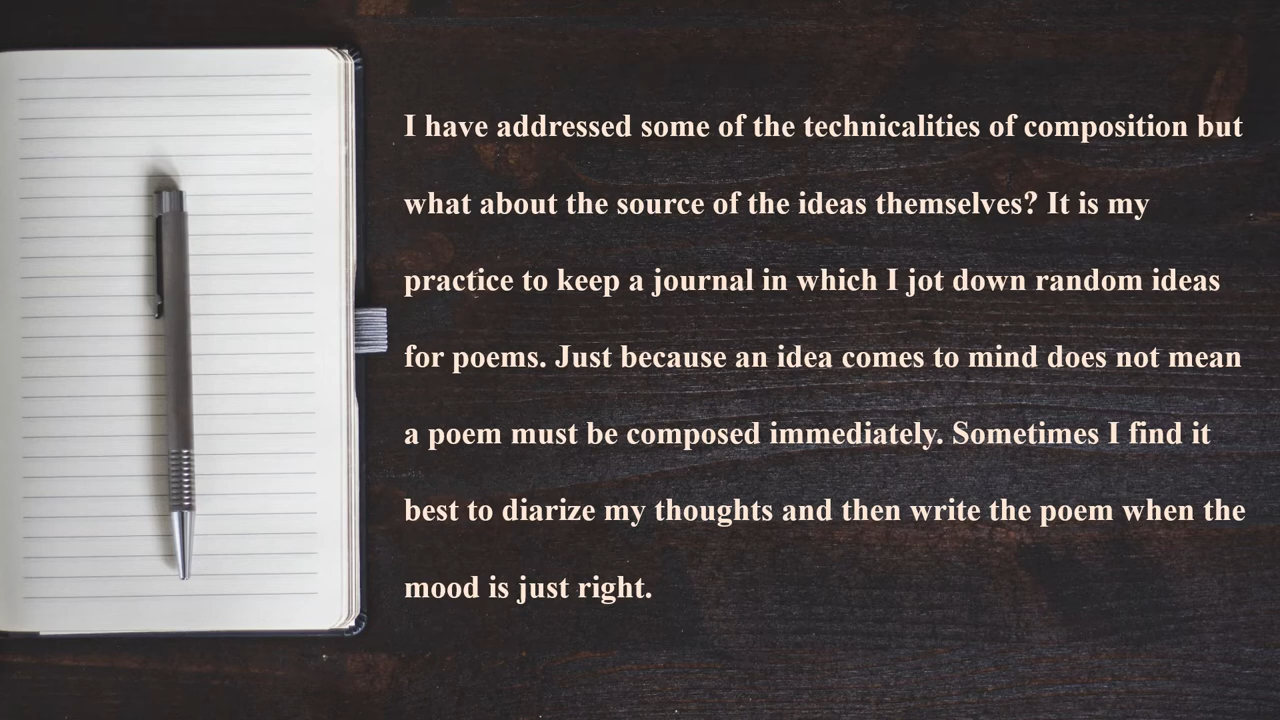 I have addressed some of the technicalities of composition but
what about the source of the ideas themselves? It is my
practice to keep a journal in which I jot down random ideas
for poems. Just because an idea comes to mind does not mean
a poem must be composed immediately. Sometimes I find it
best to diarize my thoughts and then write the poem when the
mood is just right.